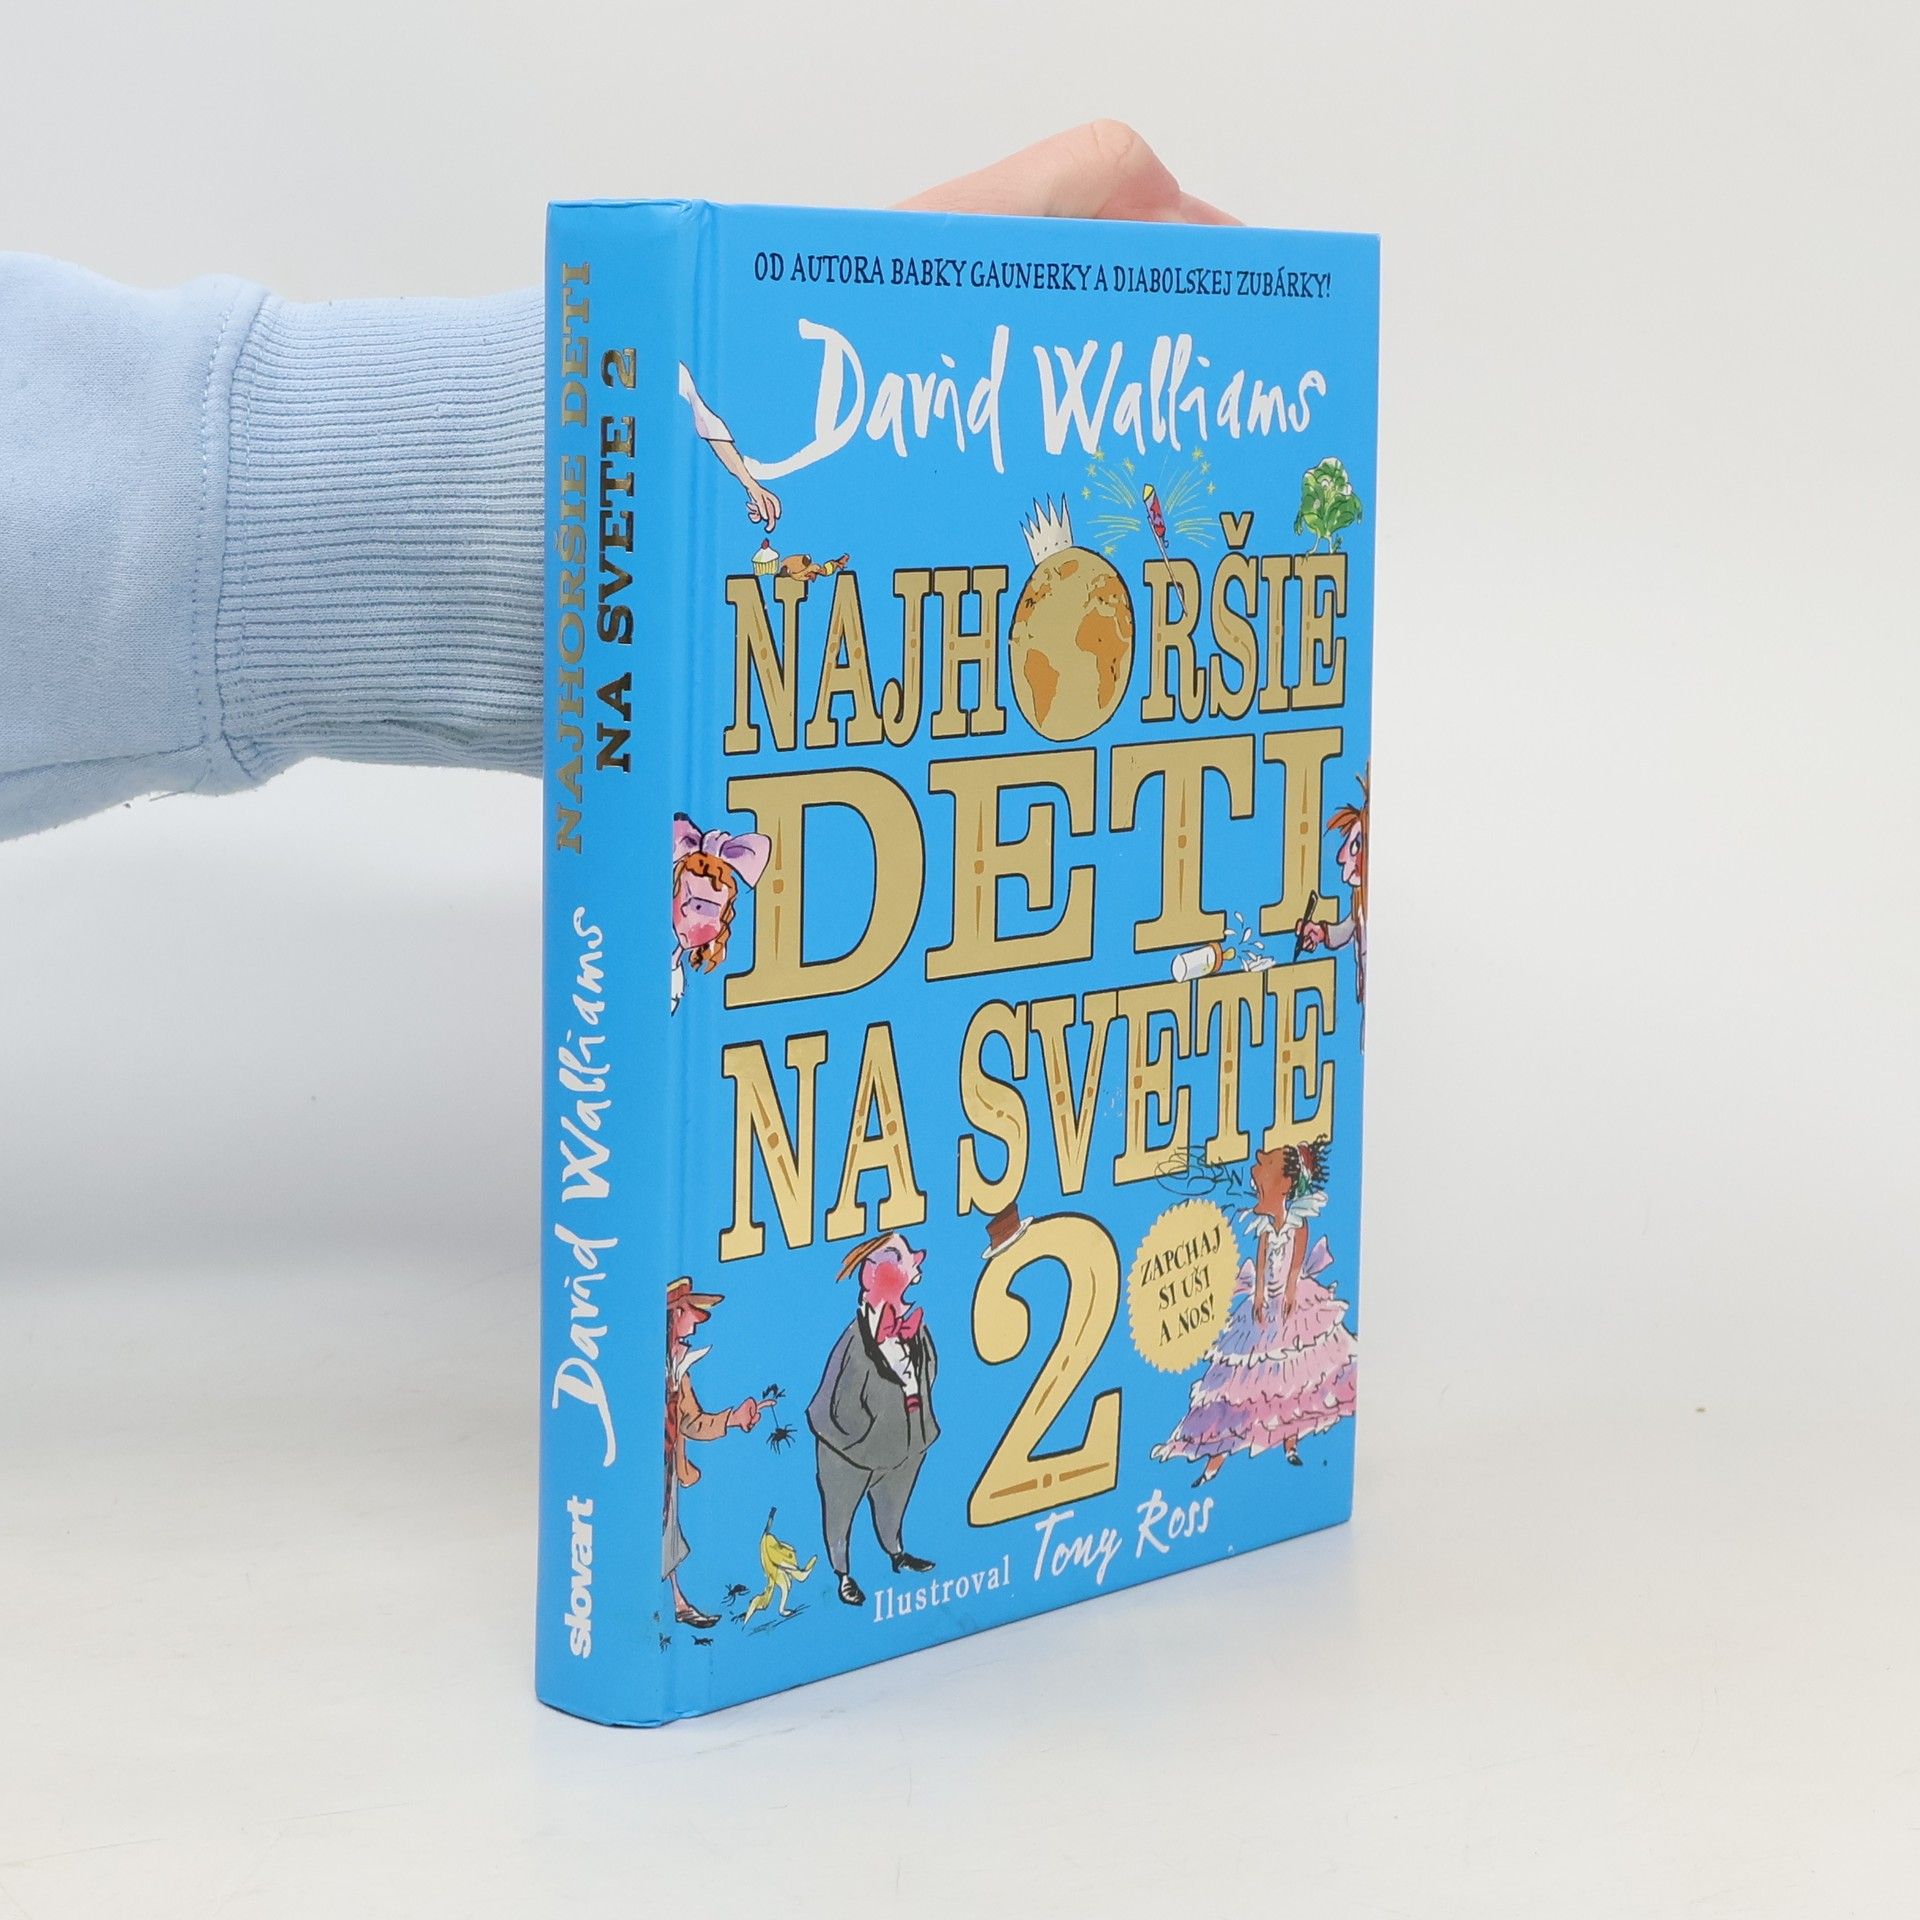 OD AUTORA BABKY GAUNERKY A DIABOLSKEJ ZUBÁRKY!
David Walliams
NAJHORŠIE
DETI
NA SVETE
2
ZAPCHAJ
SI UŠI
A NOS!
Ilustroval Tony Ross
NAJHORŠIE DETI
NA SVETE 2
David Walliams
slovart